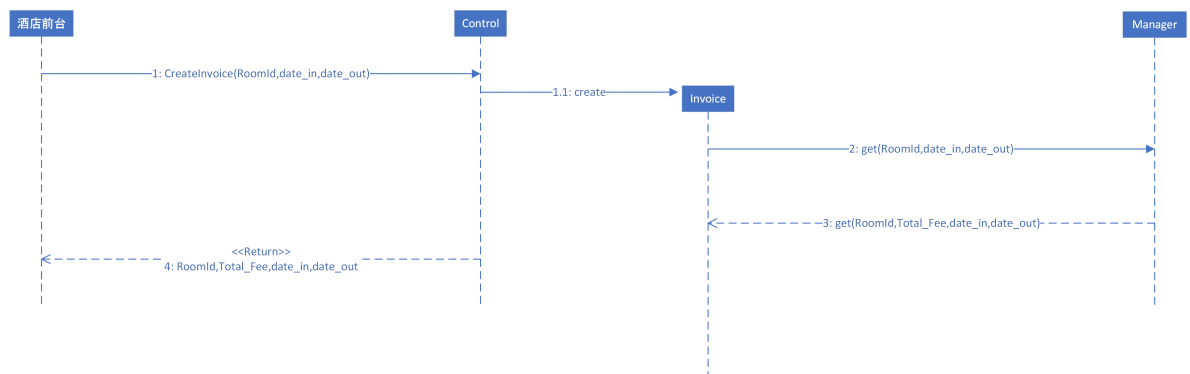 酒店前台
Control
Manager
1: CreateInvoice(RoomId,date_in,date_out)
1.1: create
Invoice
2: get(RoomId,date_in,date_out)
3: get(RoomId,Total_Fee,date_in,date_out)
<<Return>>
4: RoomId,Total_Fee,date_in,date_out